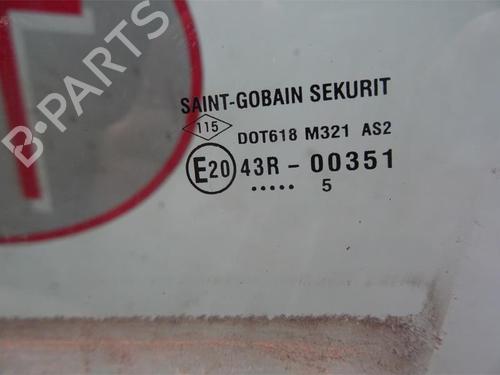 B-PARTS
SAINT-GOBAIN SEKURIT
115
DOT618 M321 AS2
E20 43R - 00351
..... 5